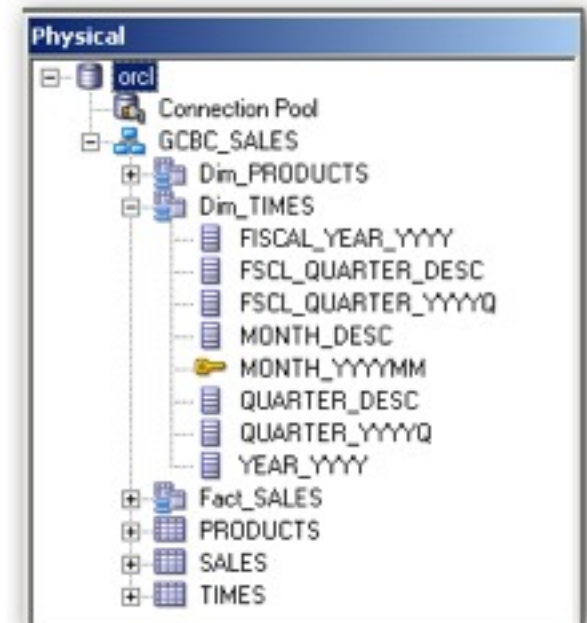 Physical
orcl
Connection Pool
GCBC_SALES
Dim_PRODUCTS
Dim_TIMES
FISCAL_YEAR_YYYY
FSCL_QUARTER_DESC
FSCL_QUARTER_YYYYQ
MONTH_DESC
MONTH_YYYYMM
QUARTER_DESC
QUARTER_YYYYQ
YEAR_YYYY
Fact_SALES
PRODUCTS
SALES
TIMES